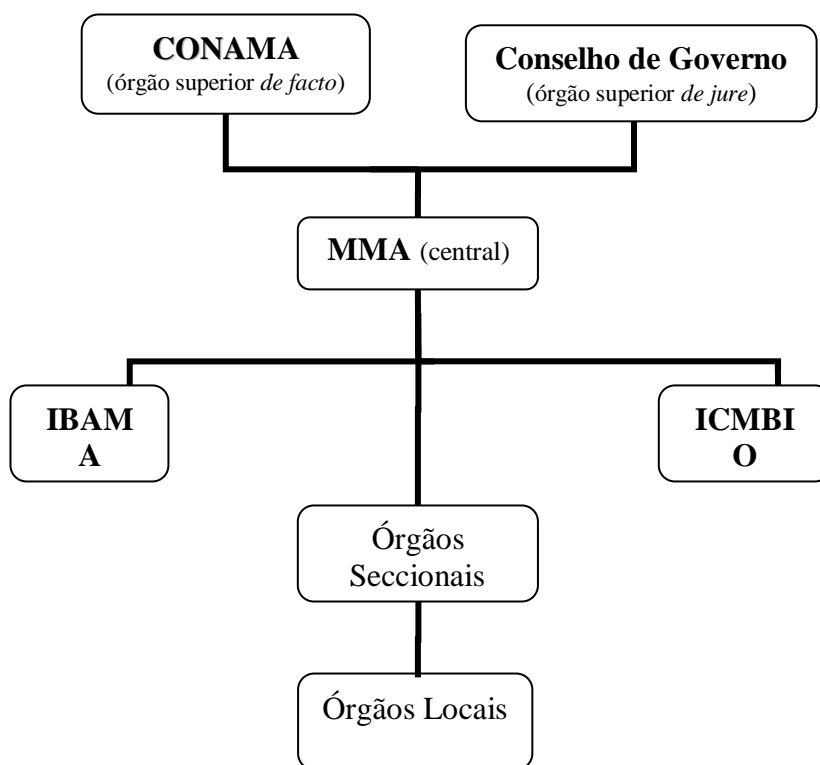 CONAMA
(órgão superior de facto)
Conselho de Governo
(órgão superior de jure)
MMA (central)
IBAM
A
ICMBI
O
Órgãos
Seccionais
Órgãos Locais